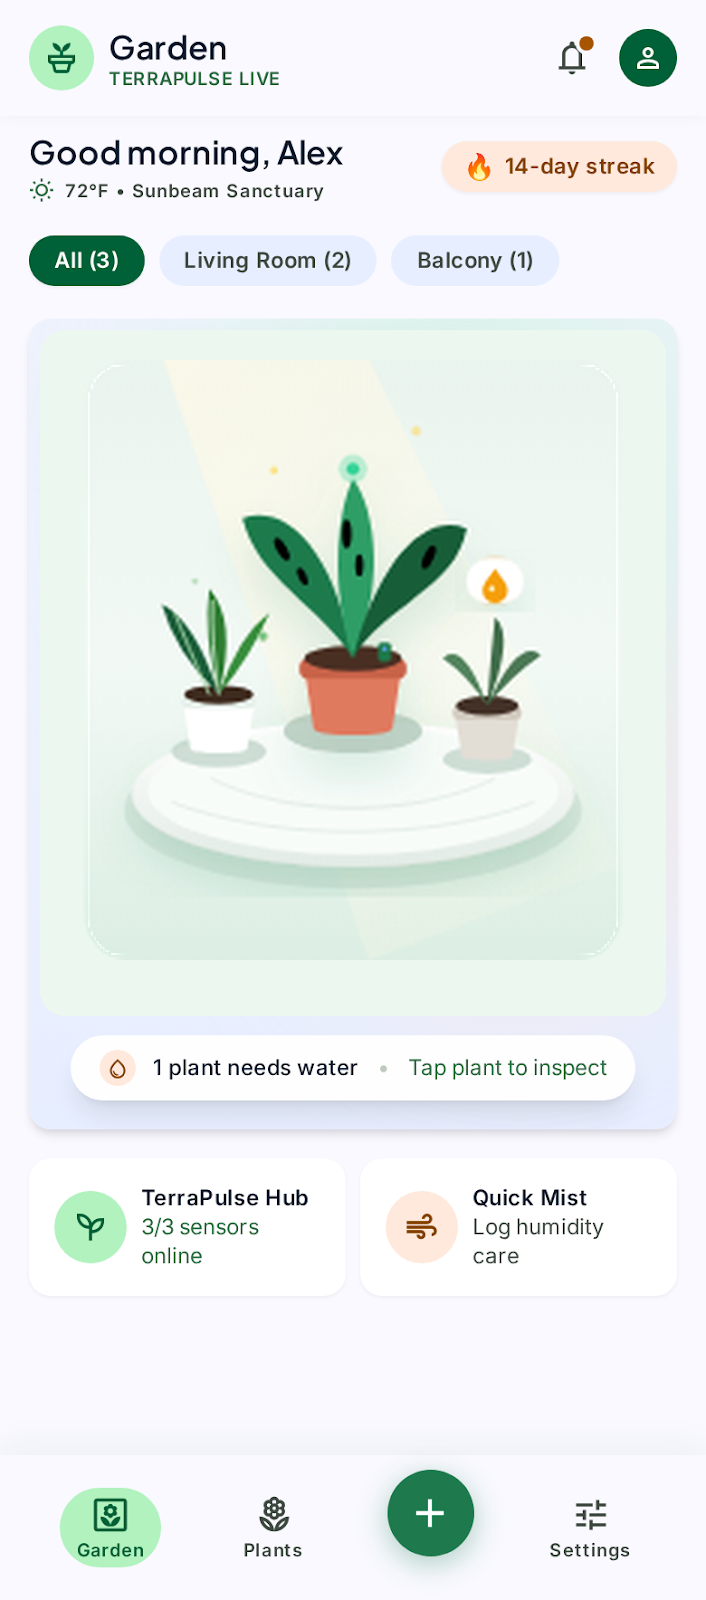 Garden
TERRAPULSE LIVE
Good morning, Alex
72°F • Sunbeam Sanctuary
🔥 14-day streak
All (3)
Living Room (2)
Balcony (1)
1 plant needs water • Tap plant to inspect
TerraPulse Hub
3/3 sensors
online
Quick Mist
Log humidity
care
Garden
Plants
Settings